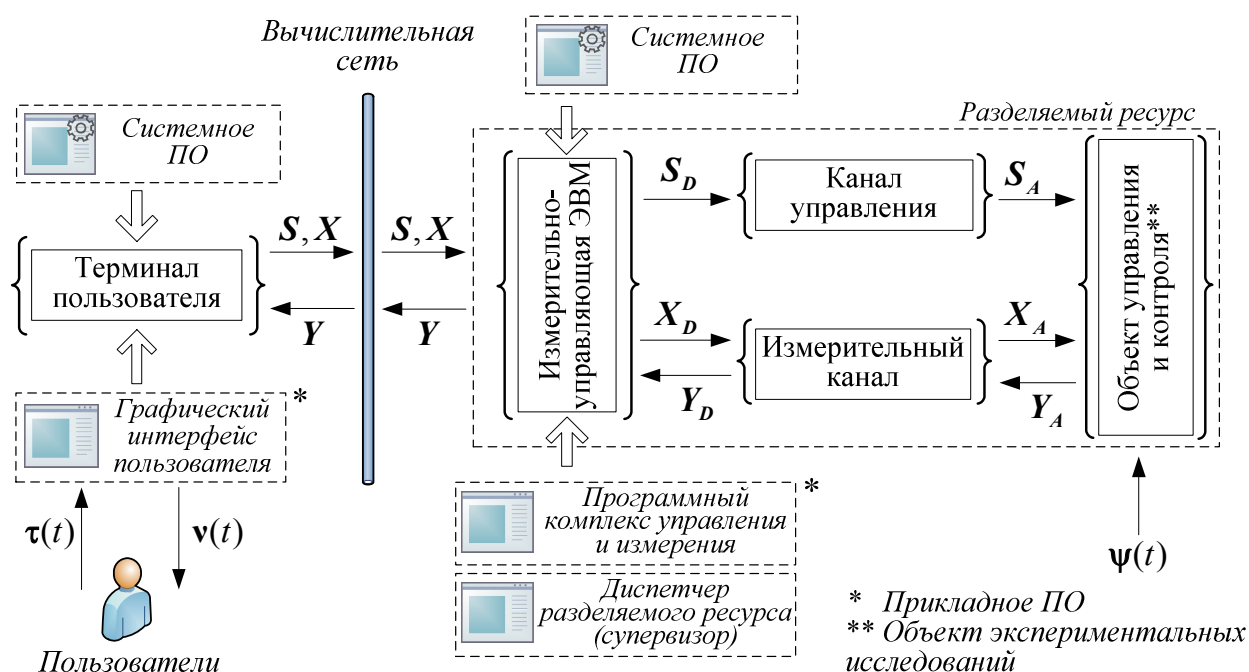 Вычислительная
сеть
Системное
ПО
Системное
ПО
Разделяемый ресурс
Терминал
пользователя
S, X
Y
S, X
Y
Измерительно-
управляющая ЭВМ
S_D
Канал
управления
S_A
X_D
Y_D
Измерительный
канал
X_A
Y_A
Объект управления
и контроля**
Графический *
интерфейс
пользователя
τ(t)
ν(t)
Пользователи
Программный *
комплекс управления
и измерения
Диспетчер
разделяемого ресурса
(супервизор)
ψ(t)
* Прикладное ПО
** Объект экспериментальных
исследований